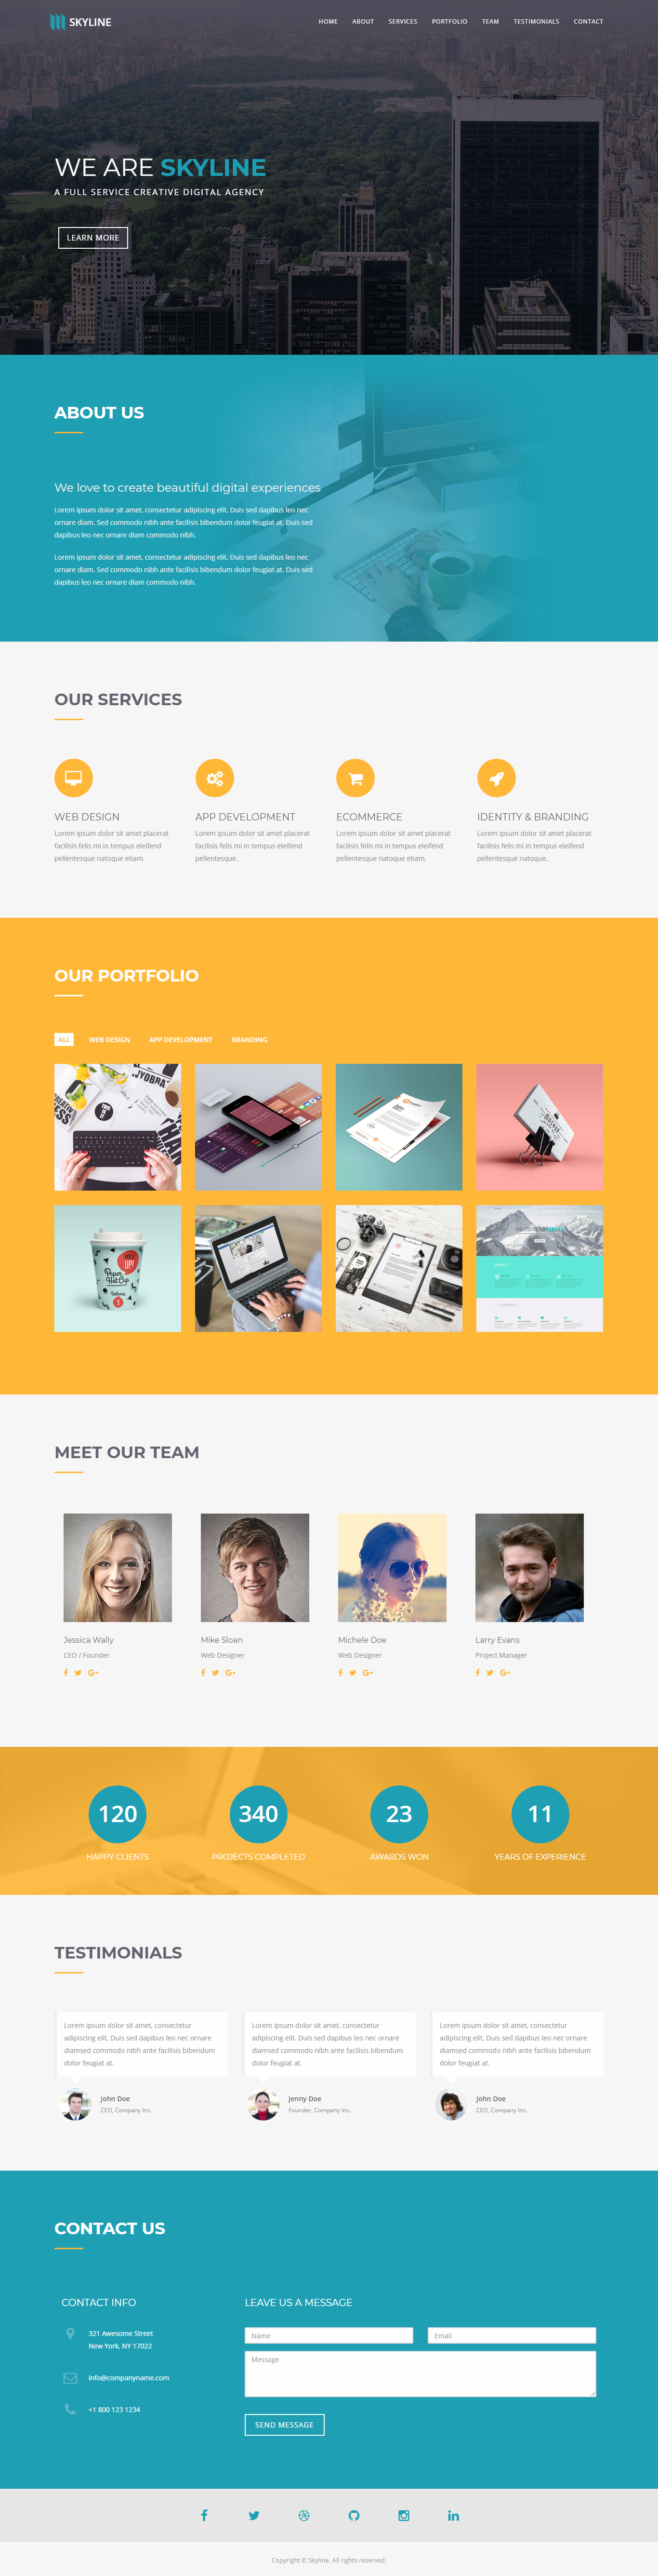 SKYLINE
HOME ABOUT SERVICES PORTFOLIO TEAM TESTIMONIALS CONTACT
WE ARE SKYLINE
A FULL SERVICE CREATIVE DIGITAL AGENCY
LEARN MORE
ABOUT US
We love to create beautiful digital experiences
Lorem ipsum dolor sit amet, consectetur adipiscing elit. Duis sed dapibus leo nec
ornare diam. Sed commodo nibh ante facilisis bibendum dolor feugiat at. Duis sed
dapibus leo nec ornare diam commodo nibh.
Lorem ipsum dolor sit amet, consectetur adipiscing elit. Duis sed dapibus leo nec
ornare diam. Sed commodo nibh ante facilisis bibendum dolor feugiat at. Duis sed
dapibus leo nec ornare diam commodo nibh.
OUR SERVICES
WEB DESIGN
Lorem ipsum dolor sit amet placerat
facilisis felis mi in tempus eleifend
pellentesque natoque etiam.
APP DEVELOPMENT
Lorem ipsum dolor sit amet placerat
facilisis felis mi in tempus eleifend
pellentesque.
ECOMMERCE
Lorem ipsum dolor sit amet placerat
facilisis felis mi in tempus eleifend
pellentesque natoque etiam.
IDENTITY & BRANDING
Lorem ipsum dolor sit amet placerat
facilisis felis mi in tempus eleifend
pellentesque natoque.
OUR PORTFOLIO
ALL WEB DESIGN APP DEVELOPMENT BRANDING
MOCK
UP!
Paper
Hot Cup
MEET OUR TEAM
Jessica Wally
CEO / Founder
Mike Sloan
Web Designer
Michele Doe
Web Designer
Larry Evans
Project Manager
120
HAPPY CLIENTS
340
PROJECTS COMPLETED
23
AWARDS WON
11
YEARS OF EXPERIENCE
TESTIMONIALS
Lorem ipsum dolor sit amet, consectetur
adipiscing elit. Duis sed dapibus leo nec ornare
diamsed commodo nibh ante facilisis bibendum
dolor feugiat at.
John Doe
CEO, Company Inc.
Lorem ipsum dolor sit amet, consectetur
adipiscing elit. Duis sed dapibus leo nec ornare
diamsed commodo nibh ante facilisis bibendum
dolor feugiat at.
Jenny Doe
Founder, Company Inc.
Lorem ipsum dolor sit amet, consectetur
adipiscing elit. Duis sed dapibus leo nec ornare
diamsed commodo nibh ante facilisis bibendum
dolor feugiat at.
John Doe
CEO, Company Inc.
CONTACT US
CONTACT INFO
321 Awesome Street
New York, NY 17022
info@companyname.com
+1 800 123 1234
LEAVE US A MESSAGE
Name
Email
Message
SEND MESSAGE
Copyright © Skyline. All rights reserved.